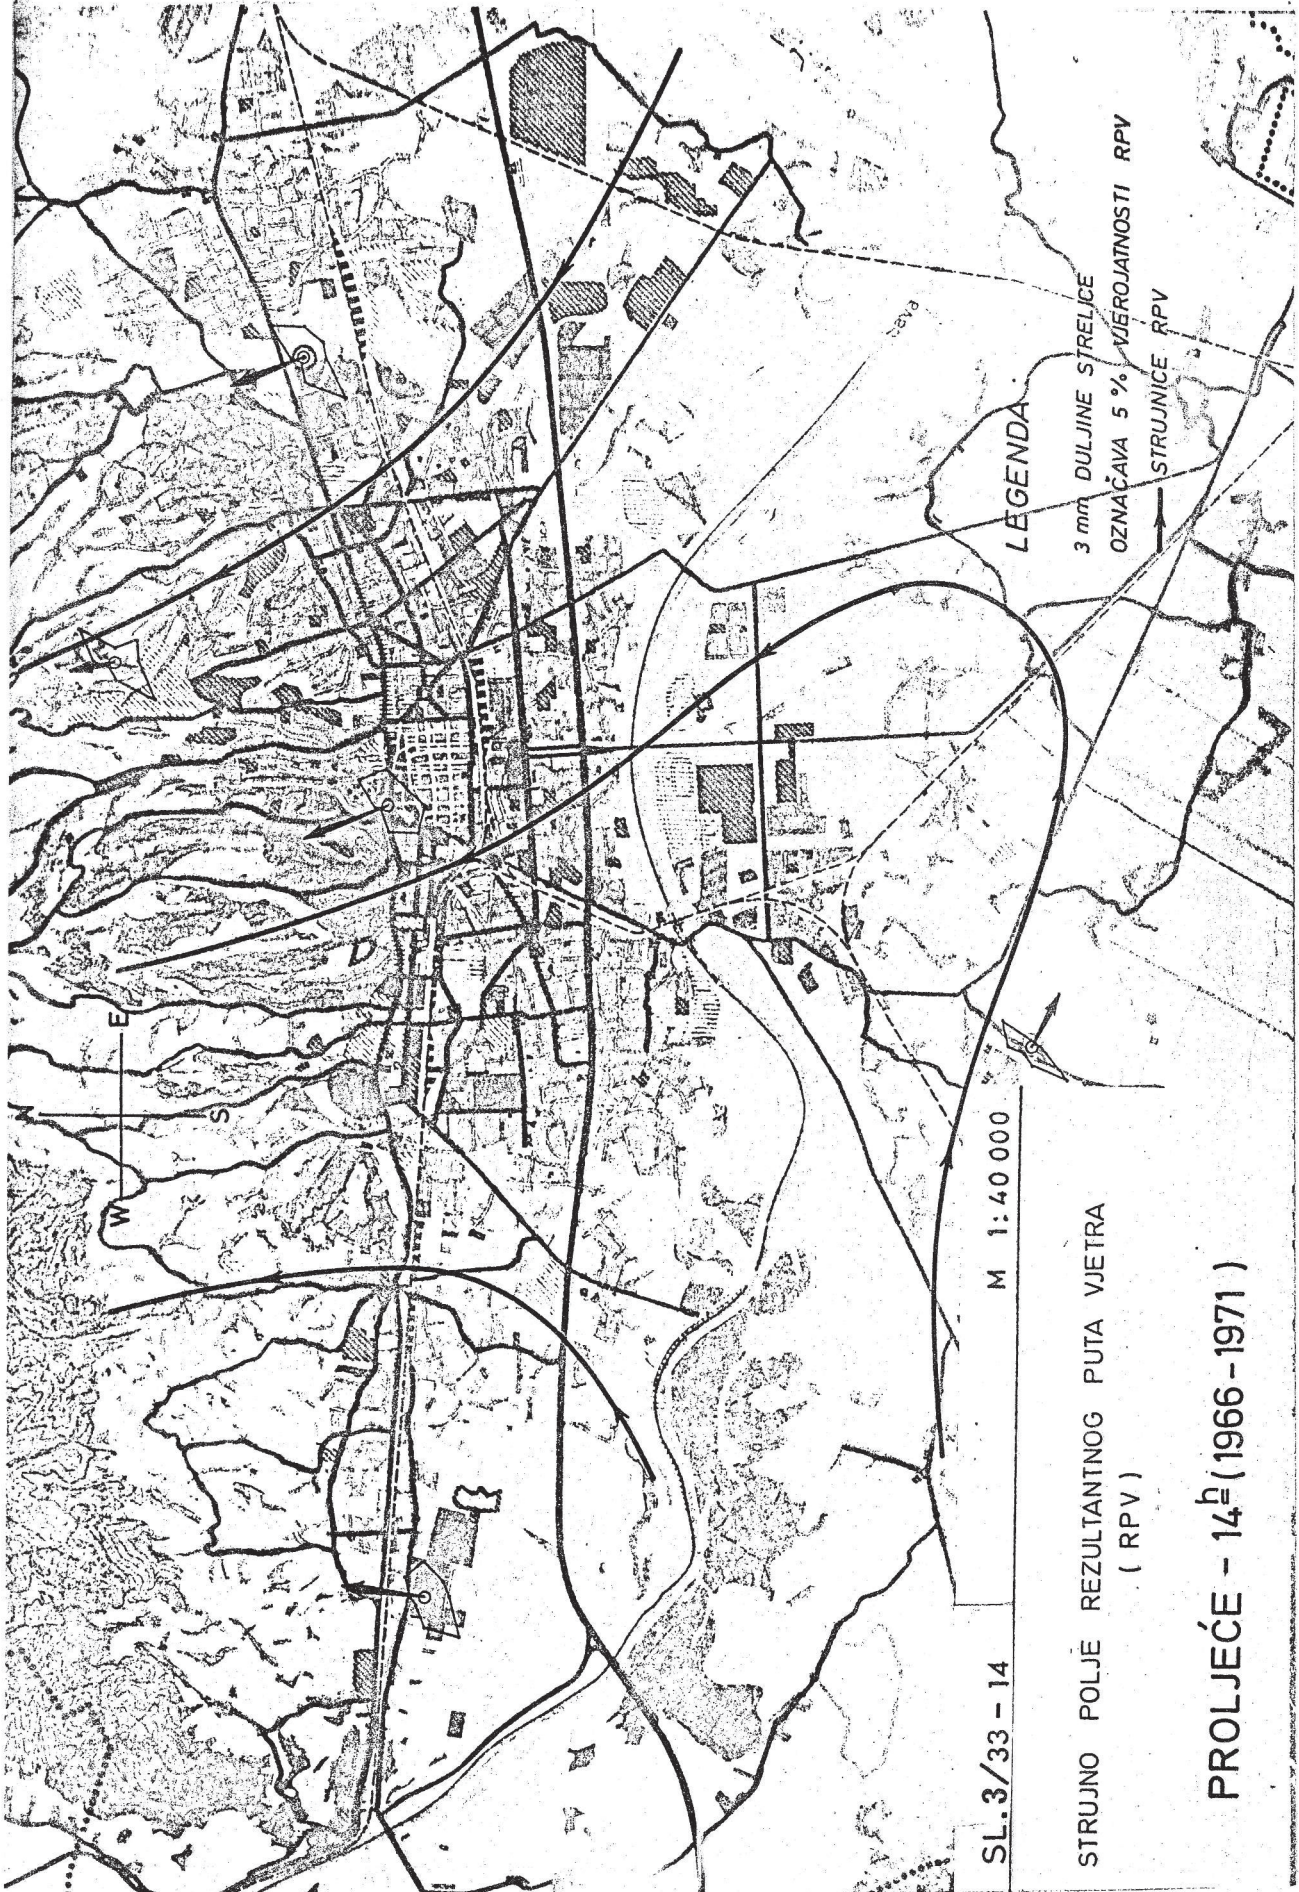 N
W E
S
Sava
LEGENDA
3 mm DULJINE STRELICE
OZNAČAVA 5 % VJEROJATNOSTI RPV
STRUJNICE RPV
SL.3/33 - 14
M 1: 40 000
STRUJNO POLJE REZULTANTNOG PUTA VJETRA
( RPV )
PROLJEĆE - 14h (1966-1971)